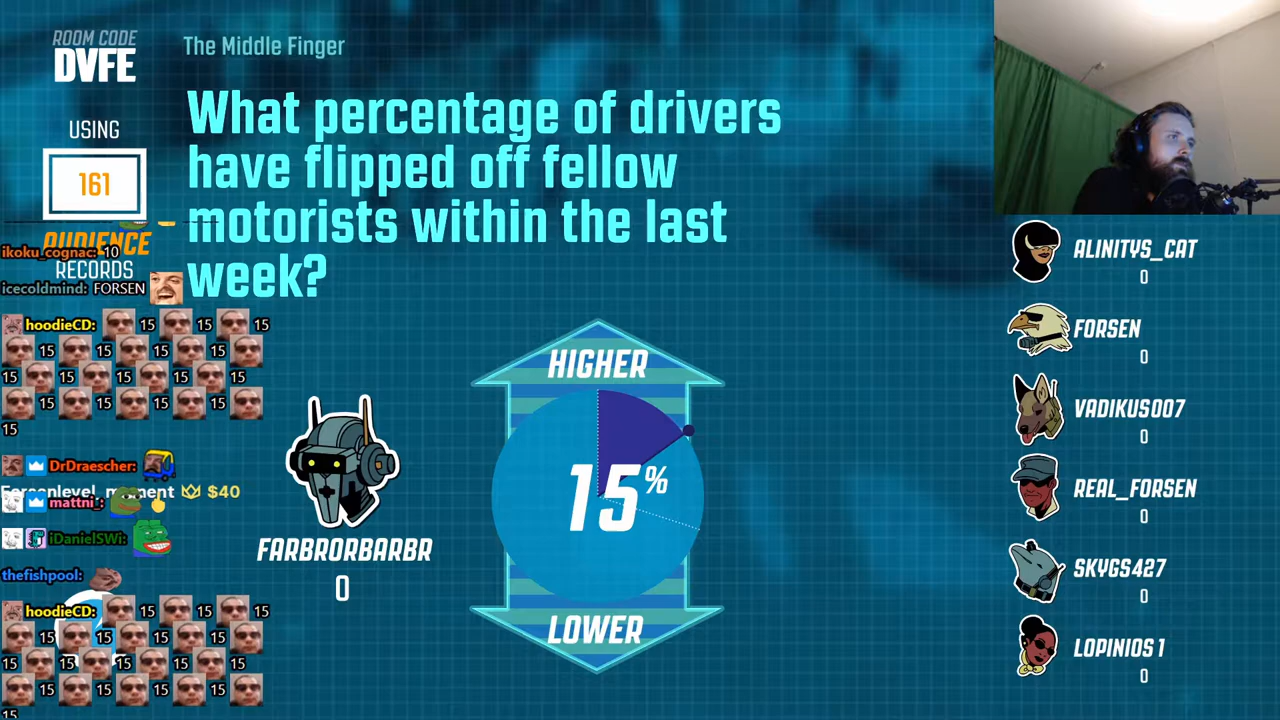 ROOM CODE
DVFE
The Middle Finger
What percentage of drivers
have flipped off fellow
motorists within the last
week?
USING
161
AUDIENCE
RECORDS
ikoku_cognac: 10
icecoldmind: FORSEN
hoodieCD: 15 15 15
15 15 15 15
15 15 15 15 15
15 15 15 15
15
DrDraescher:
Forsenlevel_moment $40
mattni_:
iDanielSWi:
thefishpool:
hoodieCD: 15 15 15
15 15 15 15
15 15 15 15 15
15 15 15 15
15
FARBRORBARBR
0
HIGHER
15%
LOWER
ALINITYS_CAT
0
FORSEN
0
VADIKUS007
0
REAL_FORSEN
0
SKYGS427
0
LOPINIOS1
0